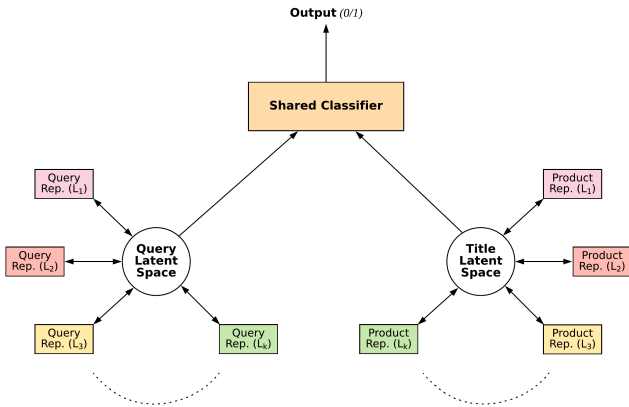 Output (0/1)
Shared Classifier
Query
Rep. (L₁)
Product
Rep. (L₁)
Query
Latent
Space
Title
Latent
Space
Query
Rep. (L₂)
Product
Rep. (L₂)
Query
Rep. (L₃)
Query
Rep. (Lₖ)
Product
Rep. (Lₖ)
Product
Rep. (L₃)